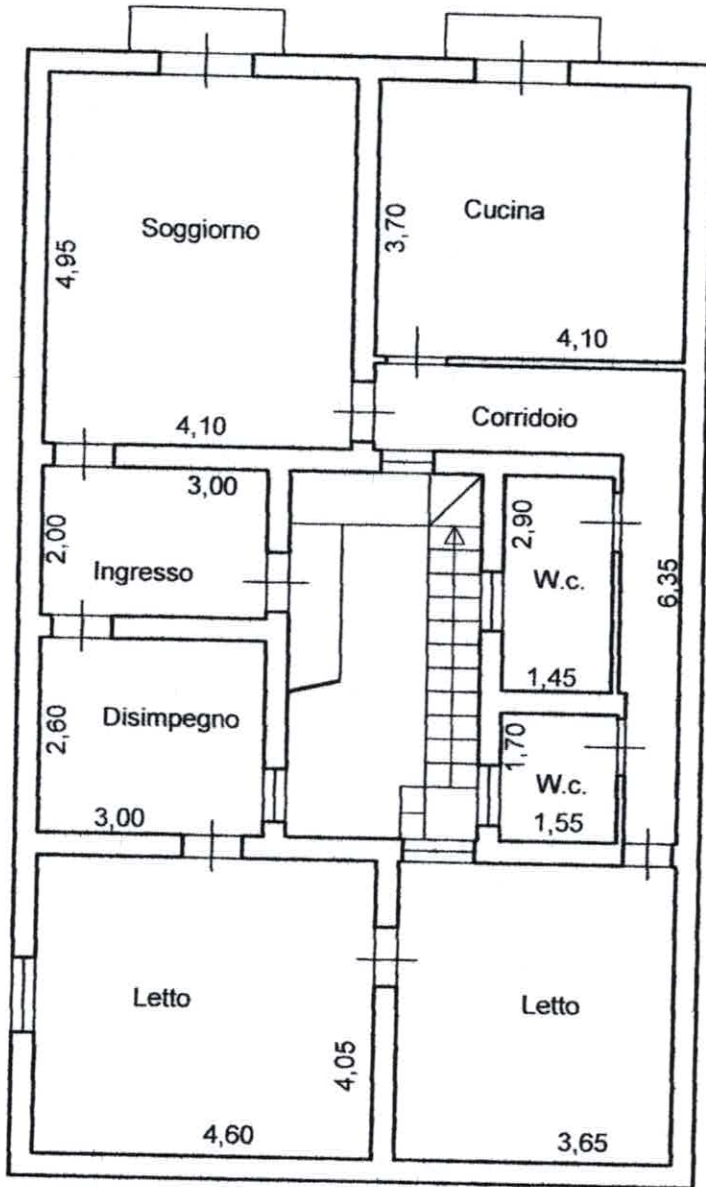 Soggiorno
4,95
4,10
Cucina
3,70
4,10
Corridoio
3,00
2,00
Ingresso
2,90
W.c.
1,45
6,35
Disimpegno
2,60
3,00
1,70
W.c.
1,55
Letto
4,05
4,60
Letto
3,65